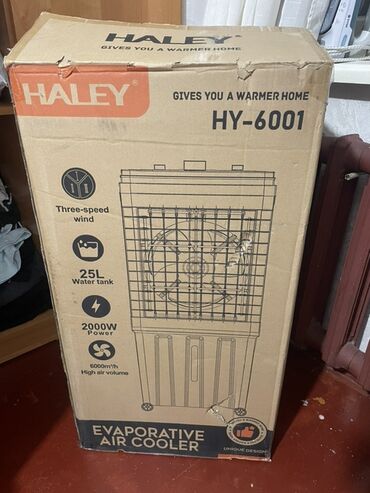 GIVES YOU A WARMER HOME
HALEY
GIVES YOU A WARMER HOME
HY-6001
Three-speed
wind
25L
Water tank
2000W
Power
6000m³/h
High air volume
EVAPORATIVE
AIR COOLER
UNIQUE DESIGN